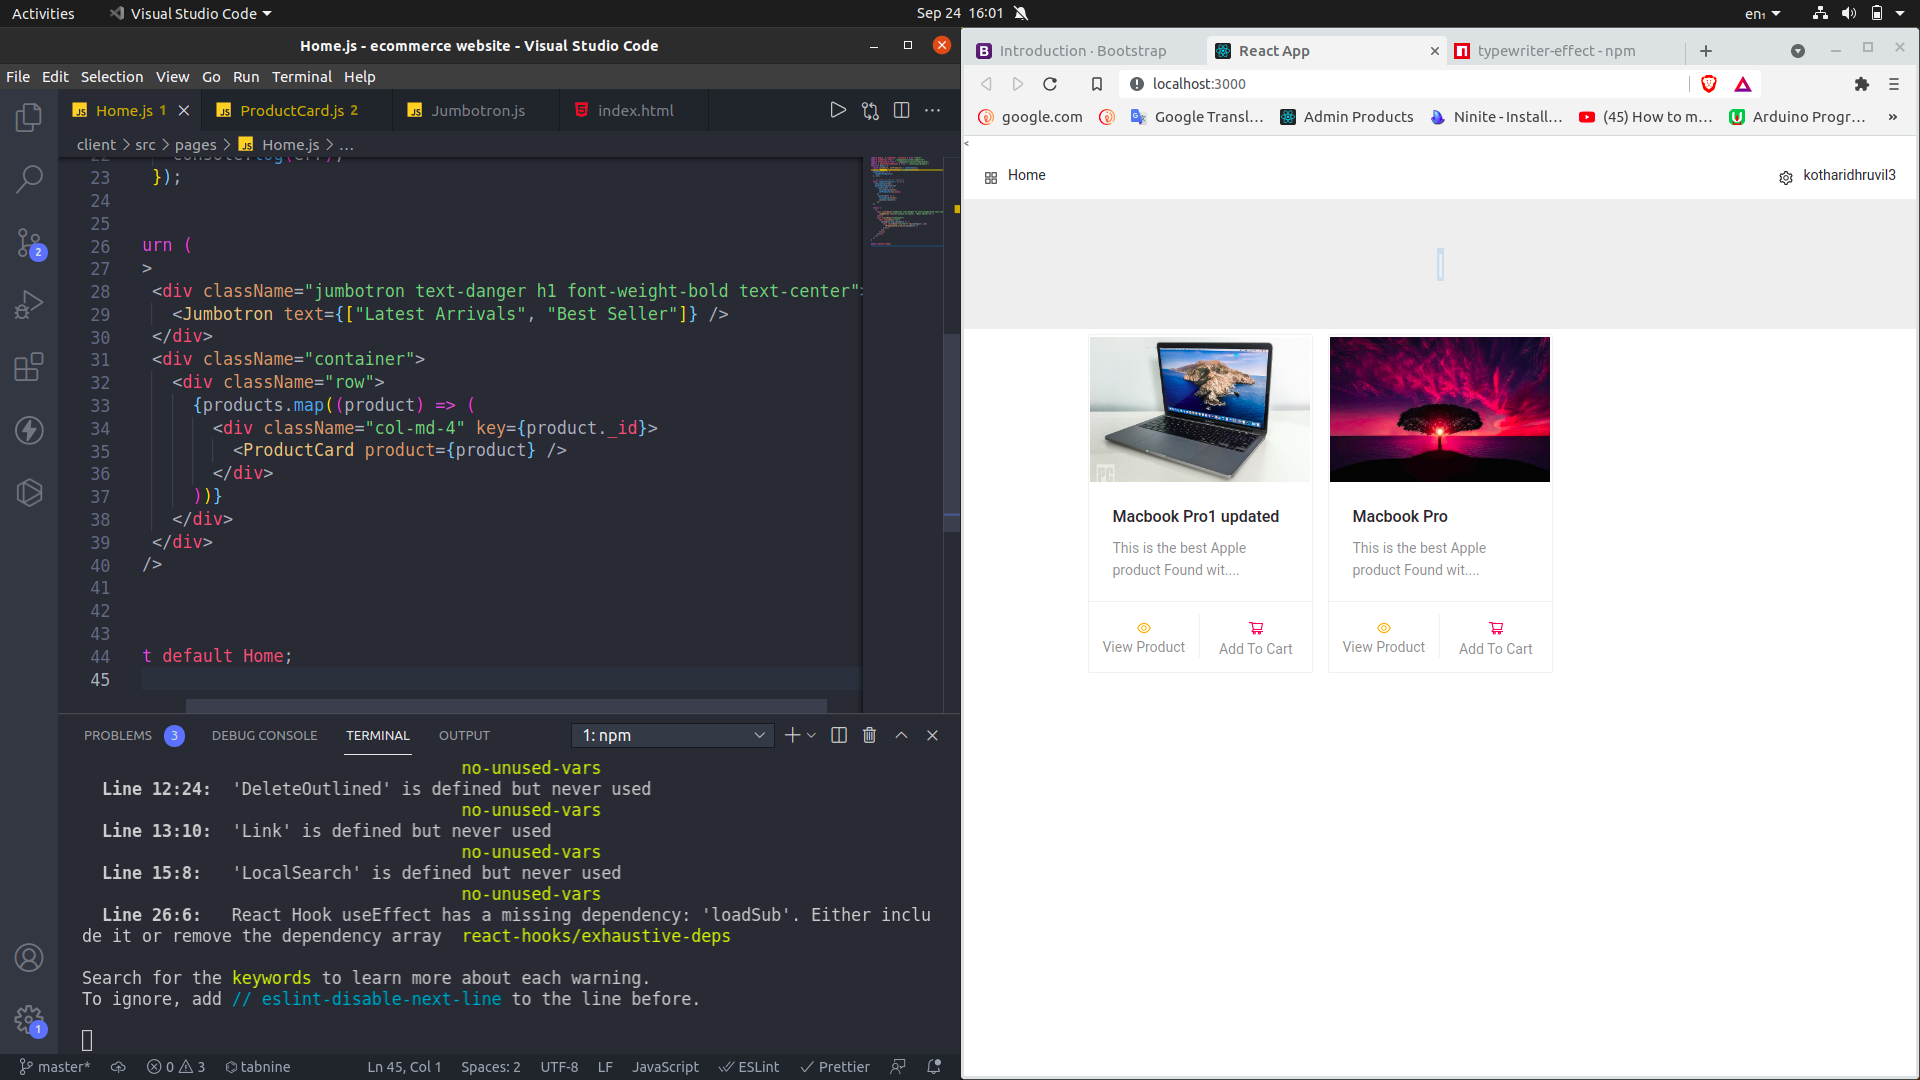 Activities
Visual Studio Code
Sep 24 16:01
en₁
Home.js - ecommerce website - Visual Studio Code
File Edit Selection View Go Run Terminal Help
Home.js 1
ProductCard.js 2
Jumbotron.js
index.html
client > src > pages > Home.js > ...
22 console.log(err);
23 });
24
25
26 urn (
27 >
28 <div className="jumbotron text-danger h1 font-weight-bold text-center">
29 <Jumbotron text={["Latest Arrivals", "Best Seller"]} />
30 </div>
31 <div className="container">
32 <div className="row">
33 {products.map((product) => (
34 <div className="col-md-4" key={product._id}>
35 <ProductCard product={product} />
36 </div>
37 ))}
38 </div>
39 </div>
40 />
41
42
43
44 t default Home;
45
PROBLEMS 3 DEBUG CONSOLE TERMINAL OUTPUT 1: npm
no-unused-vars
Line 12:24: 'DeleteOutlined' is defined but never used
no-unused-vars
Line 13:10: 'Link' is defined but never used
no-unused-vars
Line 15:8: 'LocalSearch' is defined but never used
no-unused-vars
Line 26:6: React Hook useEffect has a missing dependency: 'loadSub'. Either inclu
de it or remove the dependency array react-hooks/exhaustive-deps
Search for the keywords to learn more about each warning.
To ignore, add // eslint-disable-next-line to the line before.
2
1
master* 0 3 tabnine Ln 45, Col 1 Spaces: 2 UTF-8 LF JavaScript ESLint Prettier
Introduction · Bootstrap
React App
typewriter-effect - npm
localhost:3000
google.com
Google Transl...
Admin Products
Ninite - Install...
(45) How to m...
Arduino Progr...
»
<
Home
kotharidhruvil3
Macbook Pro1 updated
This is the best Apple
product Found wit....
View Product
Add To Cart
Macbook Pro
This is the best Apple
product Found wit....
View Product
Add To Cart